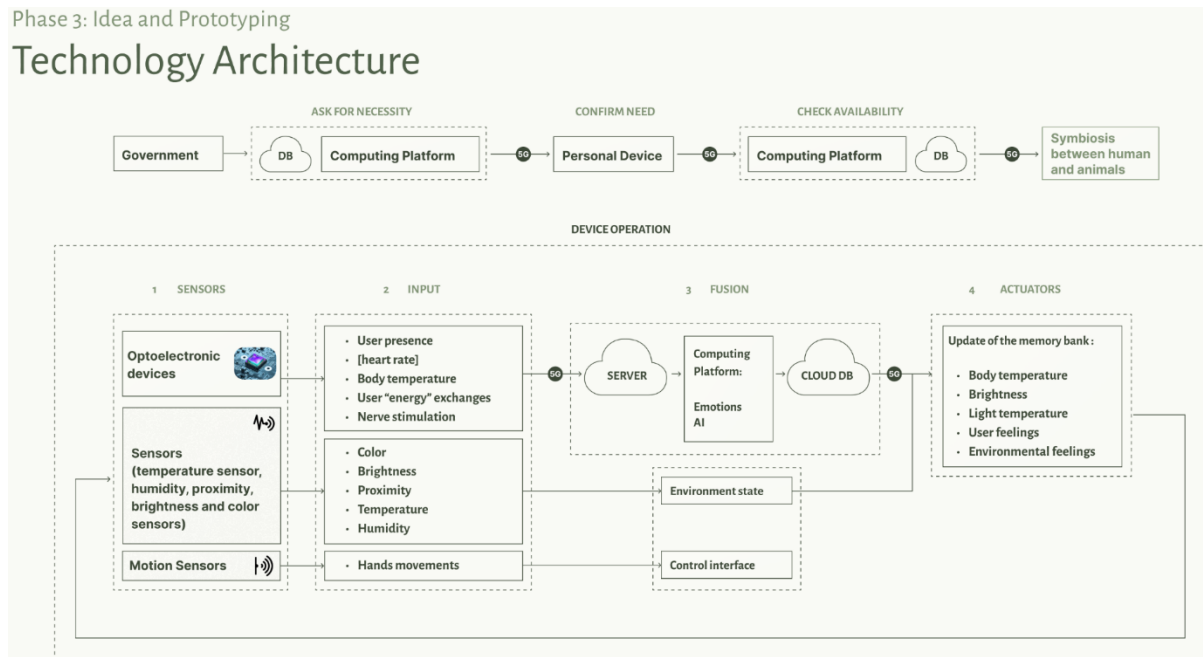 Phase 3: Idea and Prototyping
Technology Architecture
ASK FOR NECESSITY
CONFIRM NEED
CHECK AVAILABILITY
Government
DB
Computing Platform
5G
Personal Device
5G
Computing Platform
DB
5G
Symbiosis
between human
and animals
DEVICE OPERATION
1 SENSORS
2 INPUT
3 FUSION
4 ACTUATORS
Optoelectronic
devices
Sensors
(temperature sensor,
humidity, proximity,
brightness and color
sensors)
Motion Sensors
• User presence
• [heart rate]
• Body temperature
• User “energy” exchanges
• Nerve stimulation
• Color
• Brightness
• Proximity
• Temperature
• Humidity
• Hands movements
5G
SERVER
Computing
Platform:
Emotions
AI
CLOUD DB
5G
Environment state
Control interface
Update of the memory bank :
• Body temperature
• Brightness
• Light temperature
• User feelings
• Environmental feelings